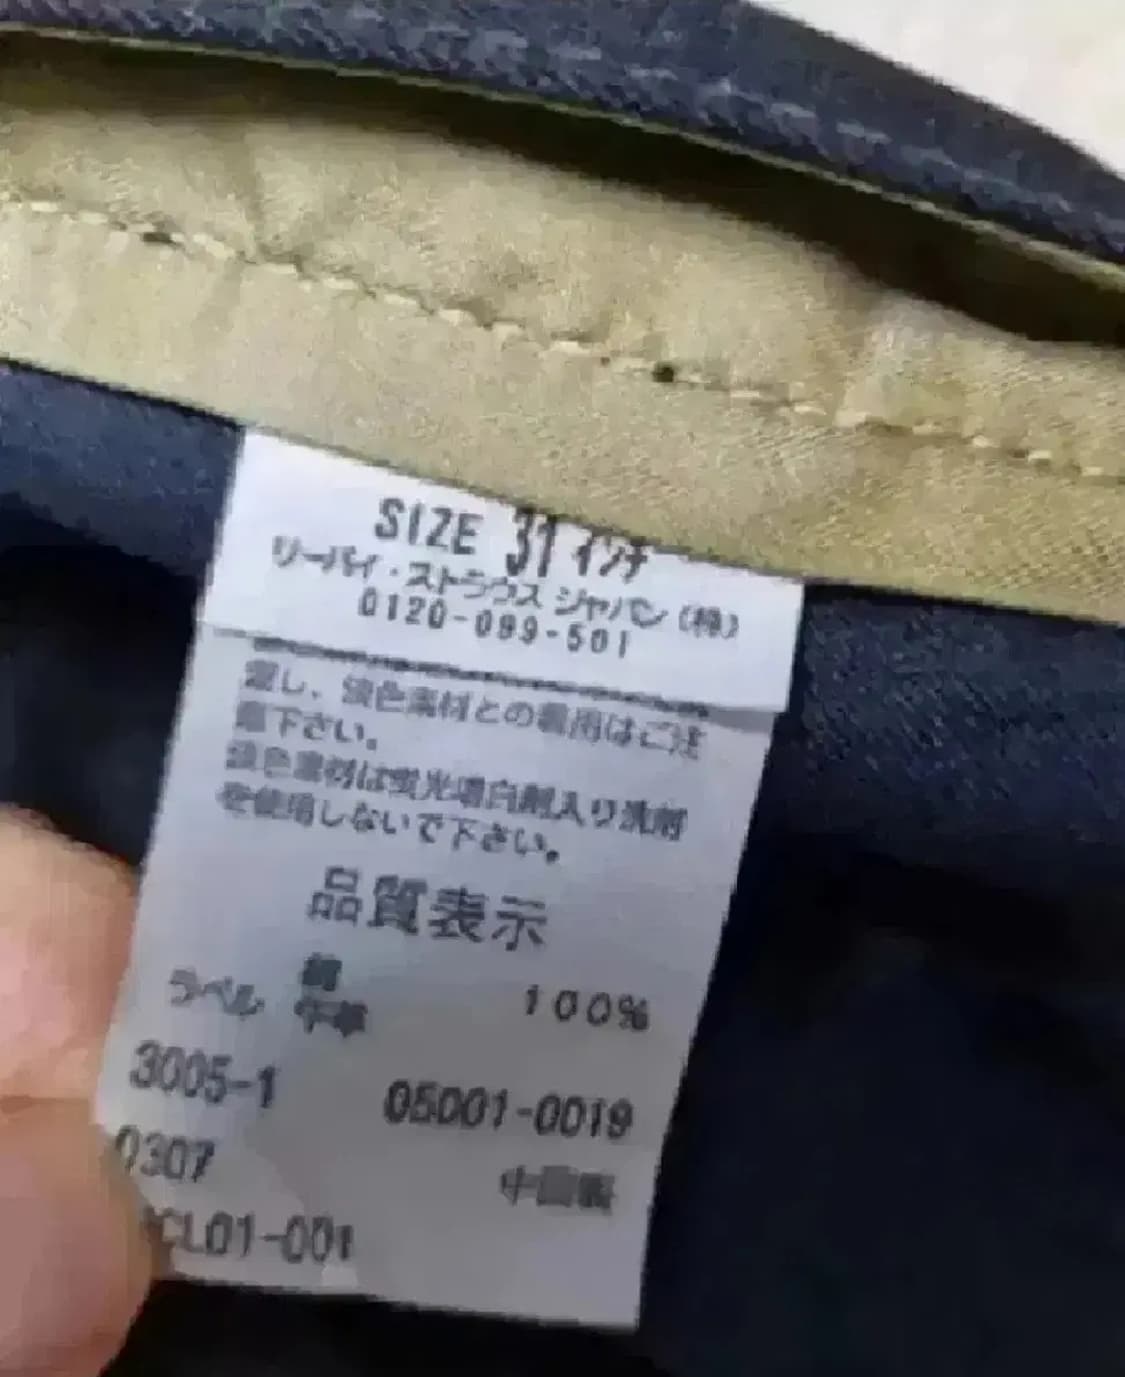 SIZE 31 インチ
リーバイ・ストラウス ジャパン(株)
0120-099-501
淡色素材との着用はご注
意下さい。
淡色素材は蛍光増白剤入り洗剤
を使用しないで下さい。
品質表示
綿 100%
ラベル 牛革
3005-1 05D01-0019
0307 中国製
CL01-001